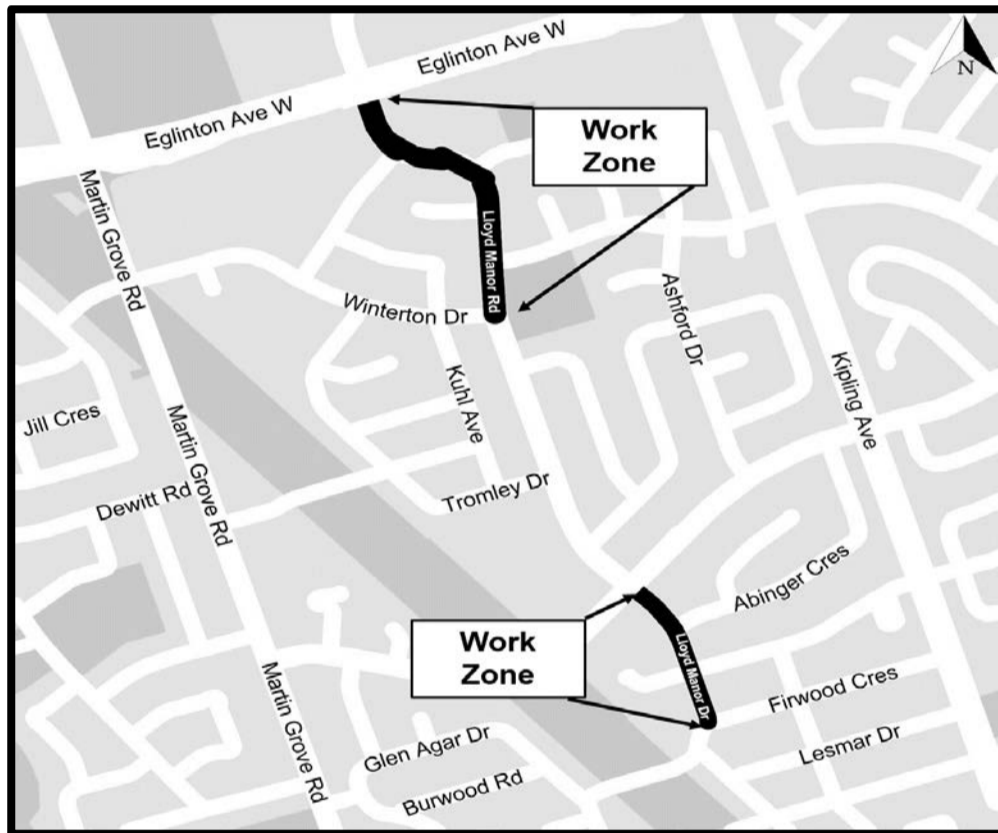 Eglinton Ave W
Eglinton Ave W
N
Work
Zone
Martin Grove Rd
Lloyd Manor Rd
Winterton Dr
Ashford Dr
Kuhl Ave
Kipling Ave
Jill Cres
Martin Grove Rd
Dewitt Rd
Tromley Dr
Abinger Cres
Work
Zone
Lloyd Manor Dr
Martin Grove Rd
Firwood Cres
Glen Agar Dr
Lesmar Dr
Burwood Rd